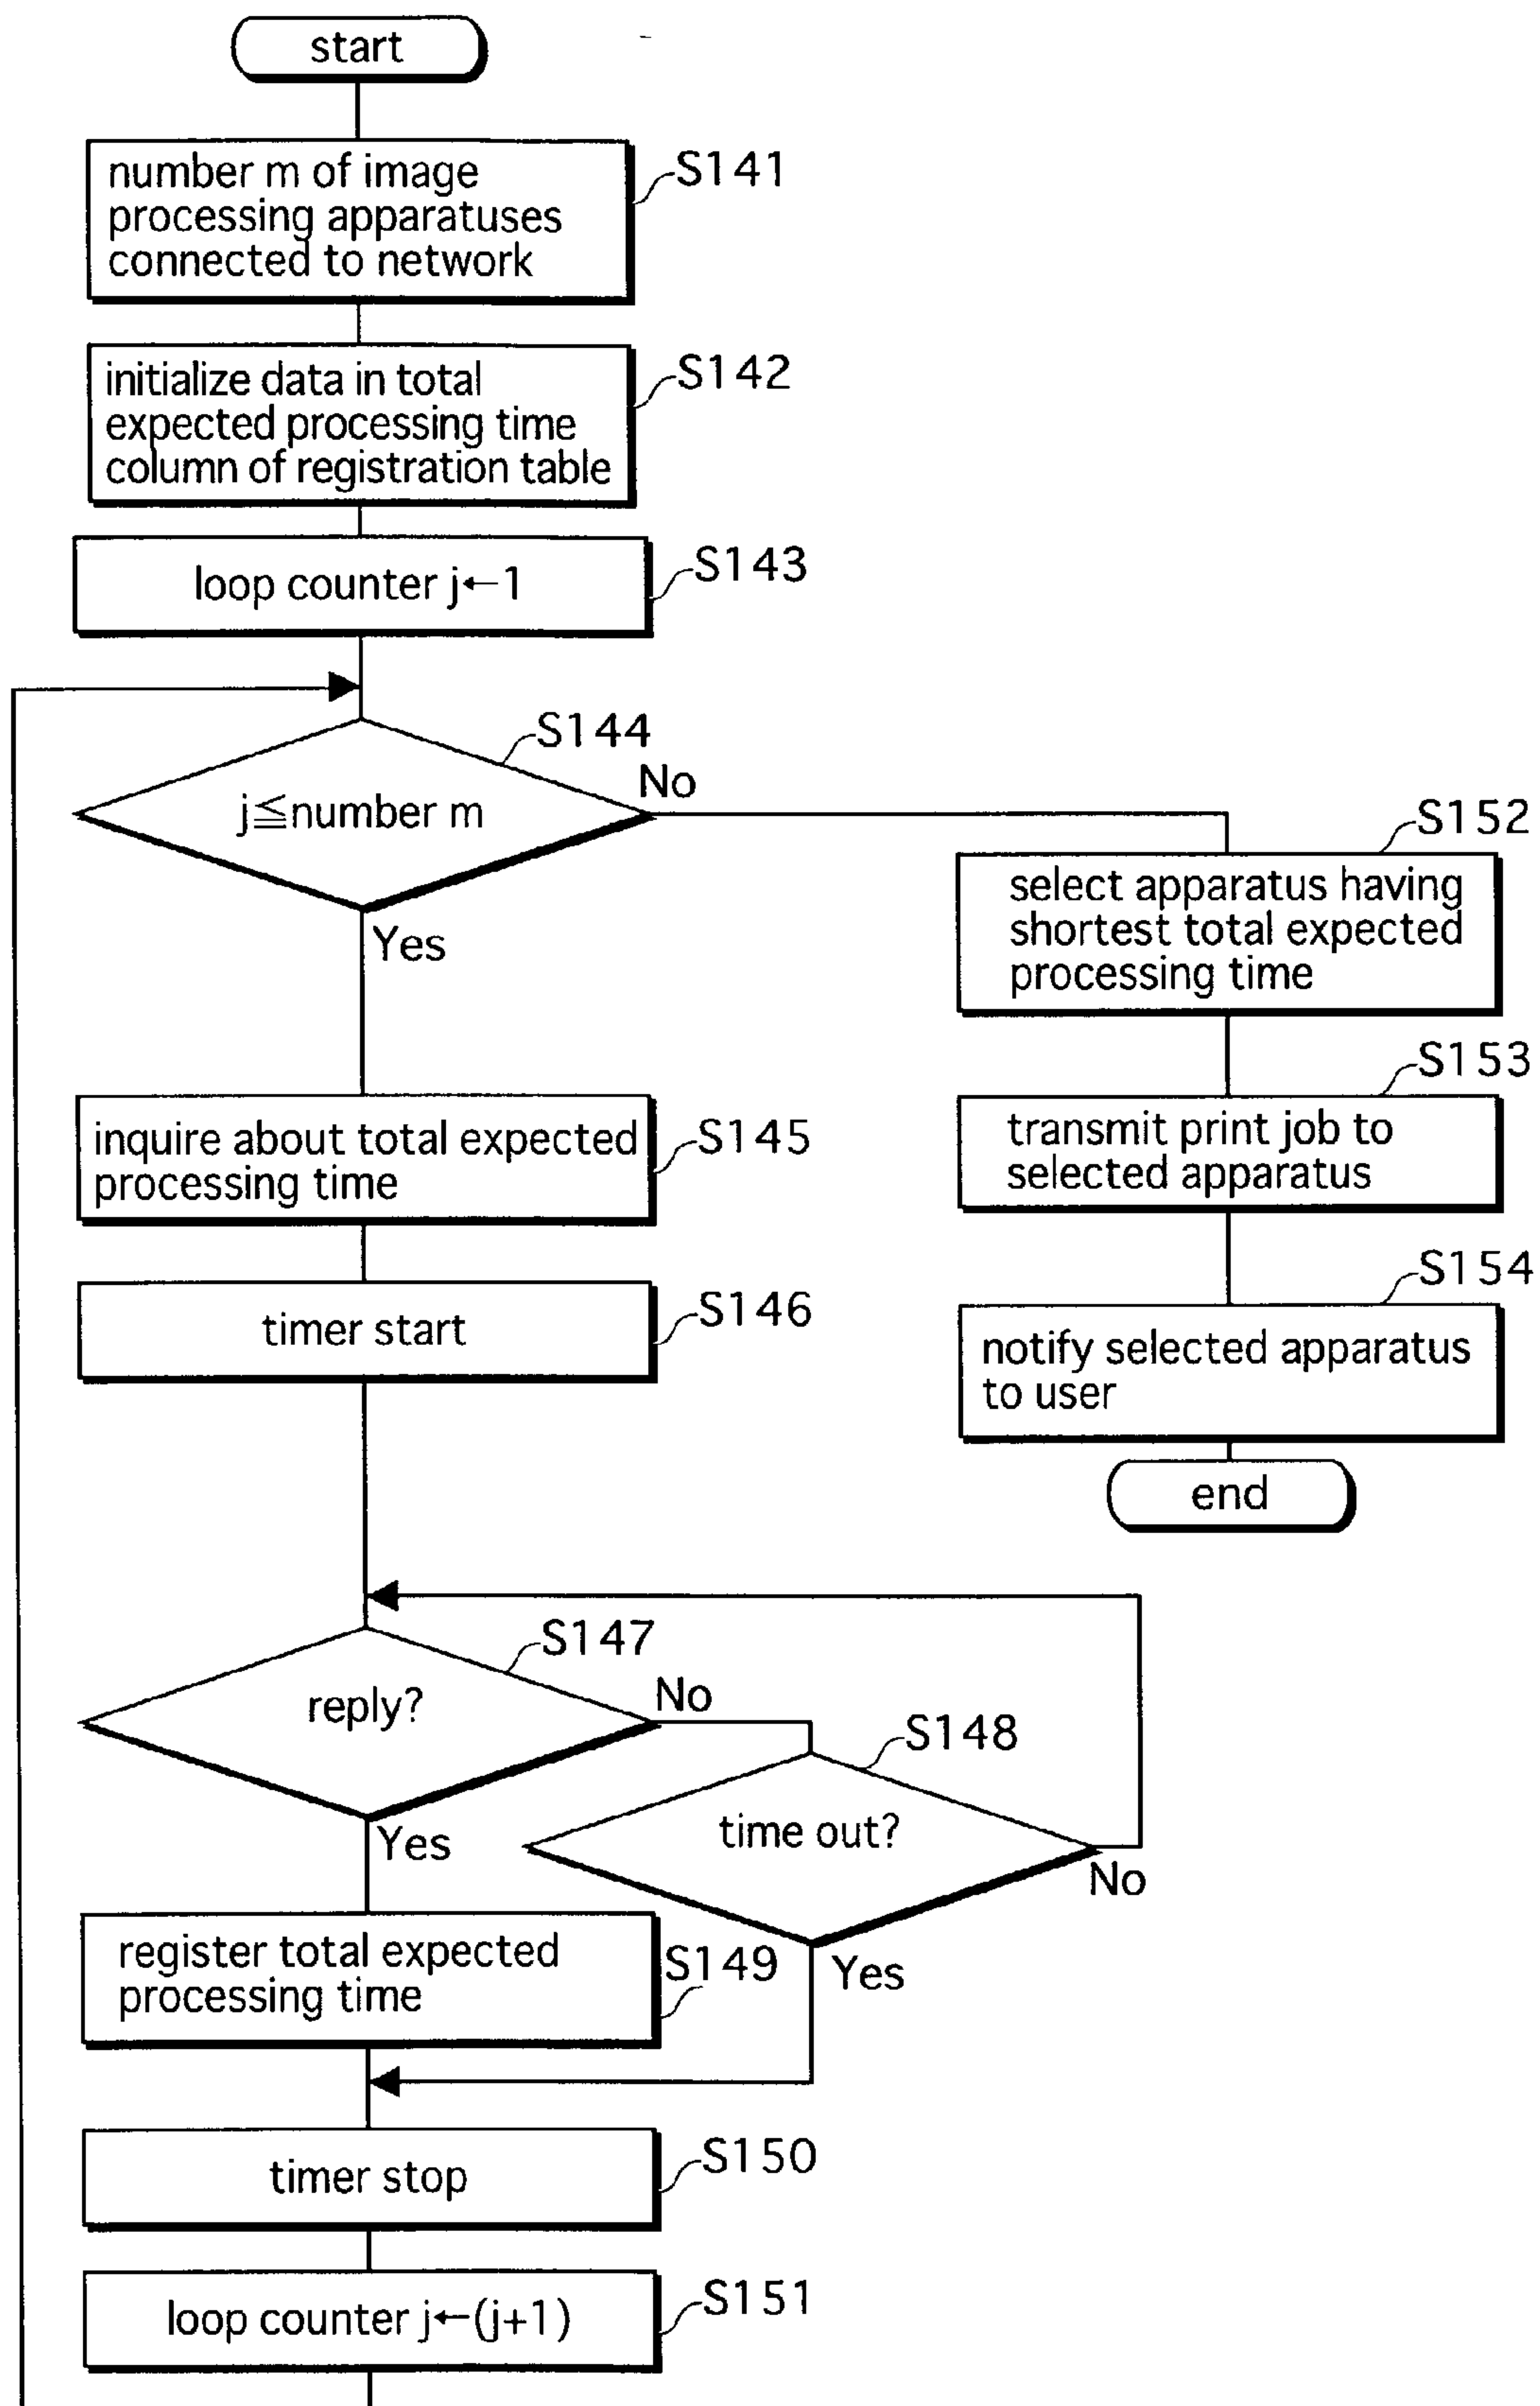 start
number m of image
processing apparatuses
connected to network
S141
initialize data in total
expected processing time
column of registration table
S142
loop counter j←1
S143
S144
j≦number m
No
Yes
S152
select apparatus having
shortest total expected
processing time
inquire about total expected
processing time
S145
S153
transmit print job to
selected apparatus
timer start
S146
S154
notify selected apparatus
to user
end
S147
reply?
No
Yes
S148
time out?
No
Yes
register total expected
processing time
S149
timer stop
S150
loop counter j←(j+1)
S151